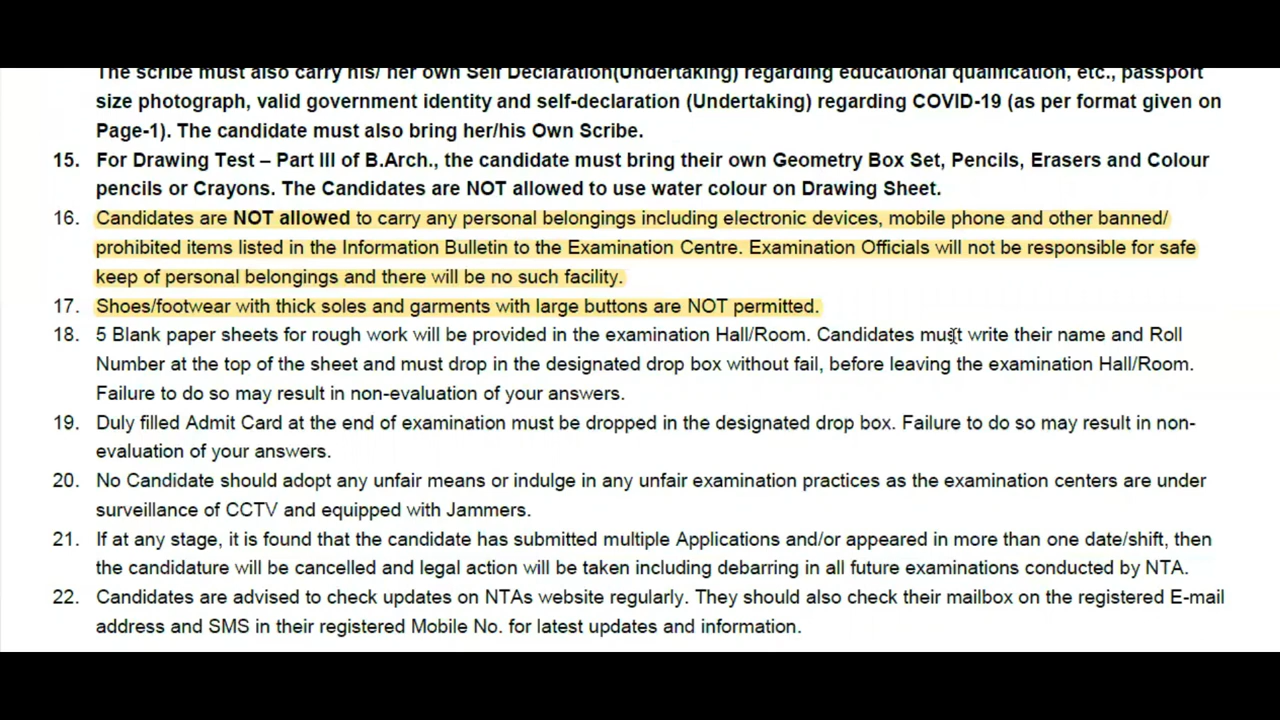 The scribe must also carry his/ her own Self Declaration(Undertaking) regarding educational qualification, etc., passport
size photograph, valid government identity and self-declaration (Undertaking) regarding COVID-19 (as per format given on
Page-1). The candidate must also bring her/his Own Scribe.
15. For Drawing Test – Part III of B.Arch., the candidate must bring their own Geometry Box Set, Pencils, Erasers and Colour
pencils or Crayons. The Candidates are NOT allowed to use water colour on Drawing Sheet.
16. Candidates are NOT allowed to carry any personal belongings including electronic devices, mobile phone and other banned/
prohibited items listed in the Information Bulletin to the Examination Centre. Examination Officials will not be responsible for safe
keep of personal belongings and there will be no such facility.
17. Shoes/footwear with thick soles and garments with large buttons are NOT permitted.
18. 5 Blank paper sheets for rough work will be provided in the examination Hall/Room. Candidates must write their name and Roll
Number at the top of the sheet and must drop in the designated drop box without fail, before leaving the examination Hall/Room.
Failure to do so may result in non-evaluation of your answers.
19. Duly filled Admit Card at the end of examination must be dropped in the designated drop box. Failure to do so may result in non-
evaluation of your answers.
20. No Candidate should adopt any unfair means or indulge in any unfair examination practices as the examination centers are under
surveillance of CCTV and equipped with Jammers.
21. If at any stage, it is found that the candidate has submitted multiple Applications and/or appeared in more than one date/shift, then
the candidature will be cancelled and legal action will be taken including debarring in all future examinations conducted by NTA.
22. Candidates are advised to check updates on NTAs website regularly. They should also check their mailbox on the registered E-mail
address and SMS in their registered Mobile No. for latest updates and information.